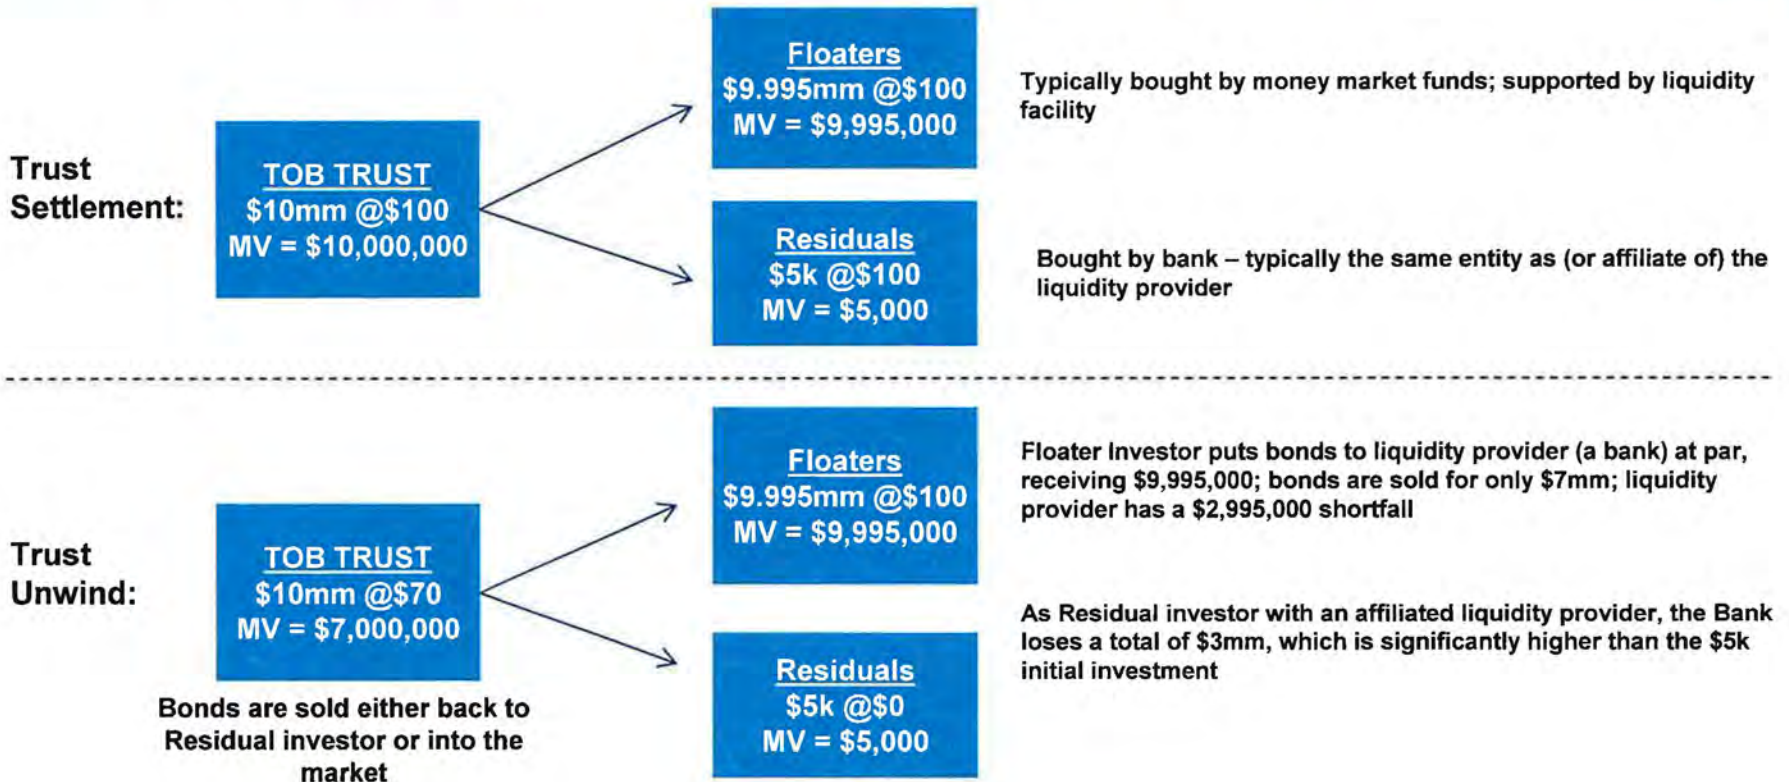 Trust
Settlement:
TOB TRUST
$10mm @$100
MV = $10,000,000
Floaters
$9.995mm @$100
MV = $9,995,000
Typically bought by money market funds; supported by liquidity
facility
Residuals
$5k @$100
MV = $5,000
Bought by bank – typically the same entity as (or affiliate of) the
liquidity provider
Trust
Unwind:
TOB TRUST
$10mm @$70
MV = $7,000,000
Bonds are sold either back to
Residual investor or into the
market
Floaters
$9.995mm @$100
MV = $9,995,000
Floater Investor puts bonds to liquidity provider (a bank) at par,
receiving $9,995,000; bonds are sold for only $7mm; liquidity
provider has a $2,995,000 shortfall
Residuals
$5k @$0
MV = $5,000
As Residual investor with an affiliated liquidity provider, the Bank
loses a total of $3mm, which is significantly higher than the $5k
initial investment